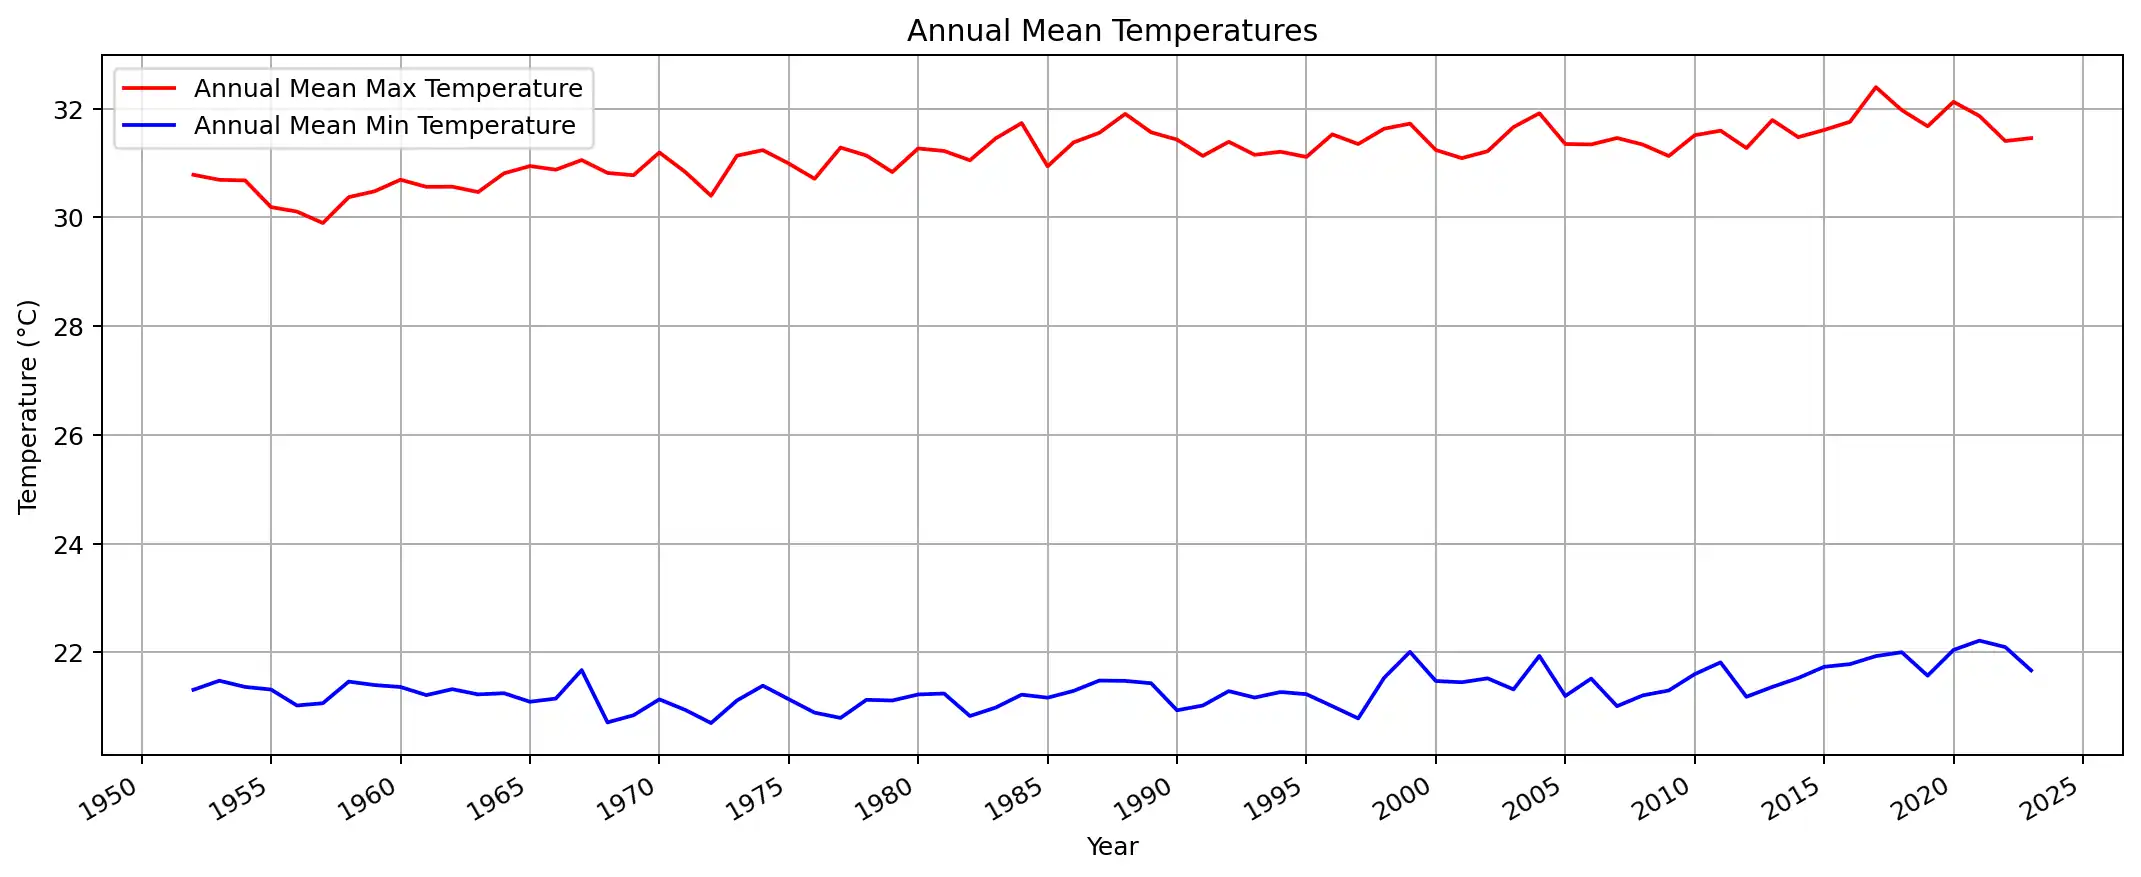 Annual Mean Temperatures
Annual Mean Max Temperature
Annual Mean Min Temperature
Temperature (°C)
32
30
28
26
24
22
1950 1955 1960 1965 1970 1975 1980 1985 1990 1995 2000 2005 2010 2015 2020 2025
Year